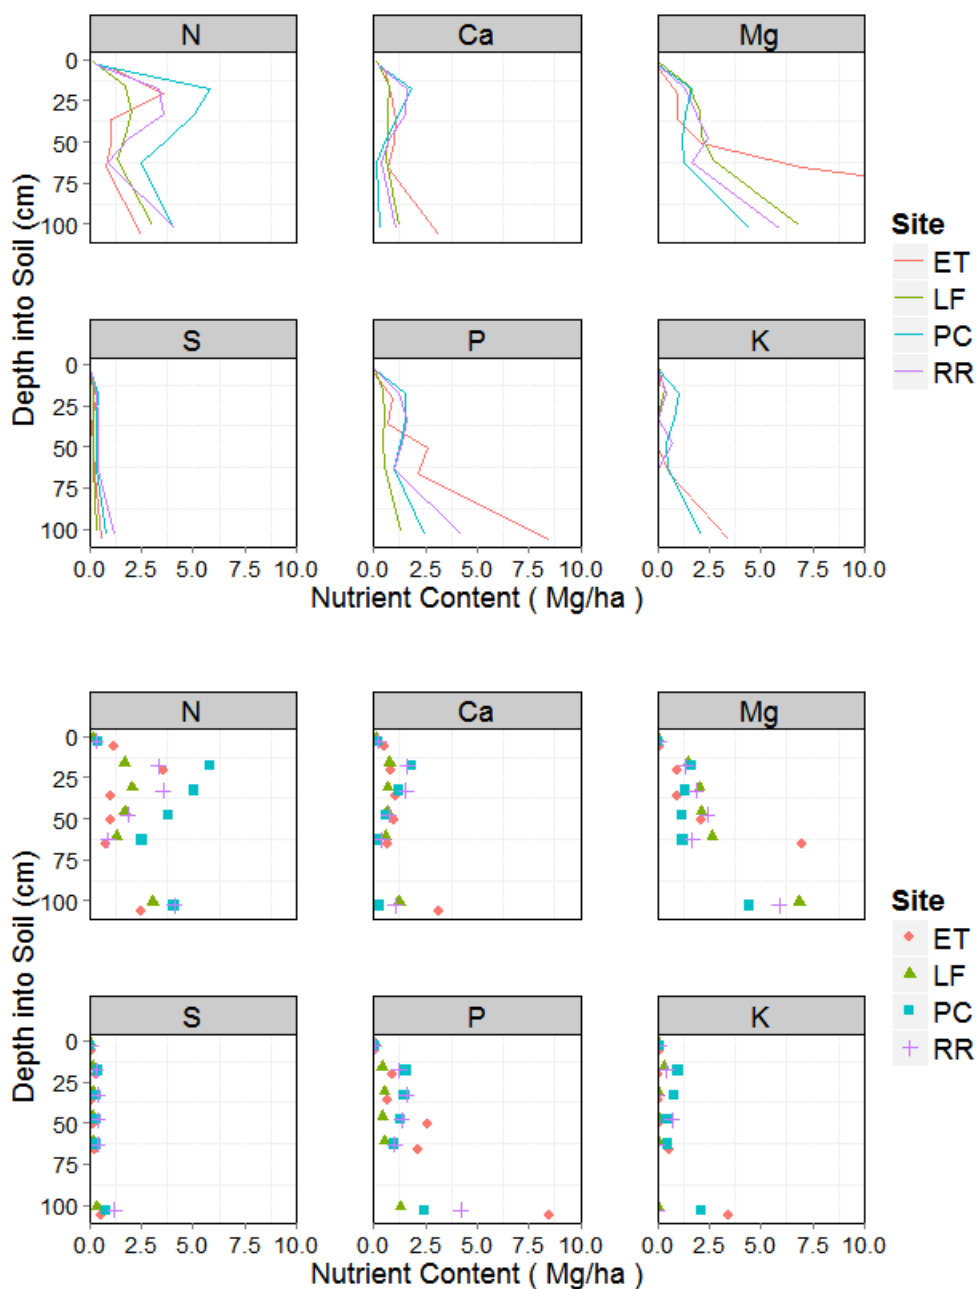 N Ca Mg
0
25
50
75
100
S P K
0
25
50
75
100
0.0 2.5 5.0 7.5 10.0 0.0 2.5 5.0 7.5 10.0 0.0 2.5 5.0 7.5 10.0
Nutrient Content ( Mg/ha )
Depth into Soil (cm)
Site
ET
LF
PC
RR
N Ca Mg
0
25
50
75
100
S P K
0
25
50
75
100
0.0 2.5 5.0 7.5 10.0 0.0 2.5 5.0 7.5 10.0 0.0 2.5 5.0 7.5 10.0
Nutrient Content ( Mg/ha )
Depth into Soil (cm)
Site
ET
LF
PC
RR